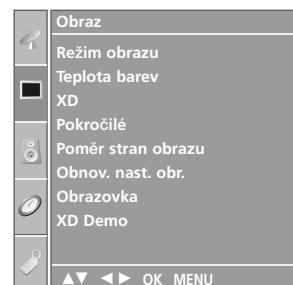 Obraz
Režim obrazu
Teplota barev
XD
Pokročilé
Poměr stran obrazu
Obnov. nast. obr.
Obrazovka
XD Demo
▲▼ ◄► OK MENU